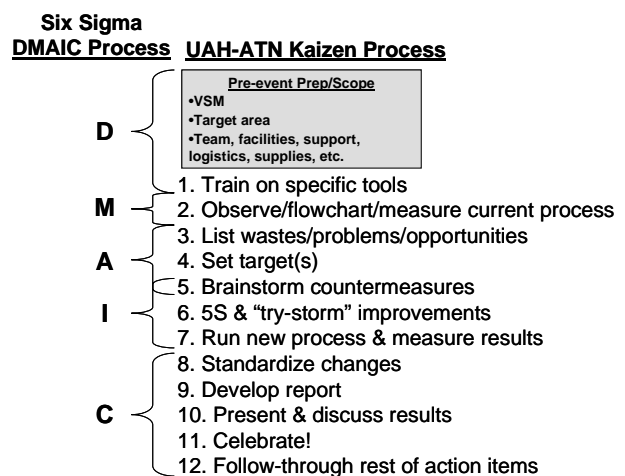 Six Sigma
DMAIC Process
UAH-ATN Kaizen Process
Pre-event Prep/Scope
•VSM
•Target area
•Team, facilities, support,
logistics, supplies, etc.
D
1. Train on specific tools
M
2. Observe/flowchart/measure current process
3. List wastes/problems/opportunities
A
4. Set target(s)
5. Brainstorm countermeasures
I
6. 5S & “try-storm” improvements
7. Run new process & measure results
8. Standardize changes
9. Develop report
C
10. Present & discuss results
11. Celebrate!
12. Follow-through rest of action items